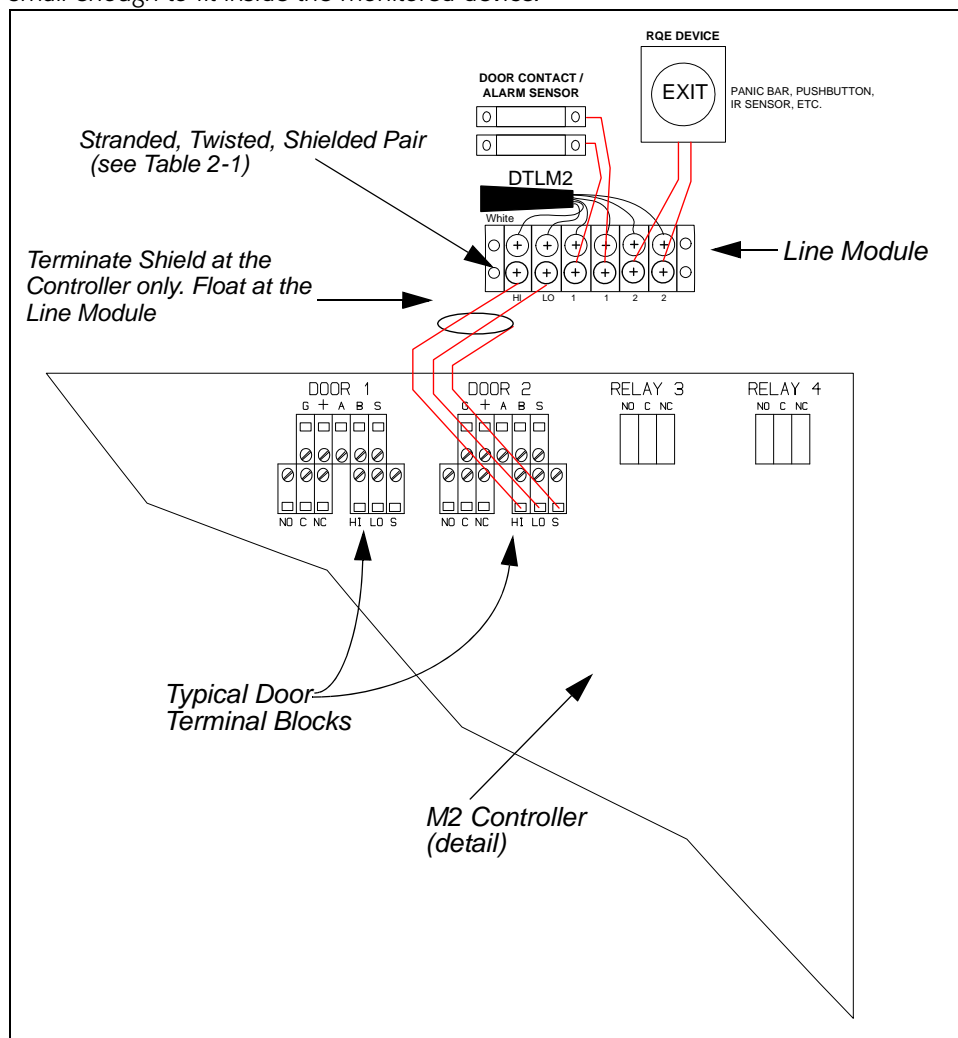 small enough to fit inside the monitored device.
RQE DEVICE
DOOR CONTACT /
ALARM SENSOR
EXIT
PANIC BAR, PUSHBUTTON,
IR SENSOR, ETC.
Stranded, Twisted, Shielded Pair
(see Table 2-1)
DTLM2
White
Line Module
Terminate Shield at the
Controller only. Float at the
Line Module
HI LO 1 1 2 2
DOOR 1
G + A B S
NO C NC HI LO S
DOOR 2
G + A B S
NO C NC HI LO S
RELAY 3
NO C NC
RELAY 4
NO C NC
Typical Door
Terminal Blocks
M2 Controller
(detail)